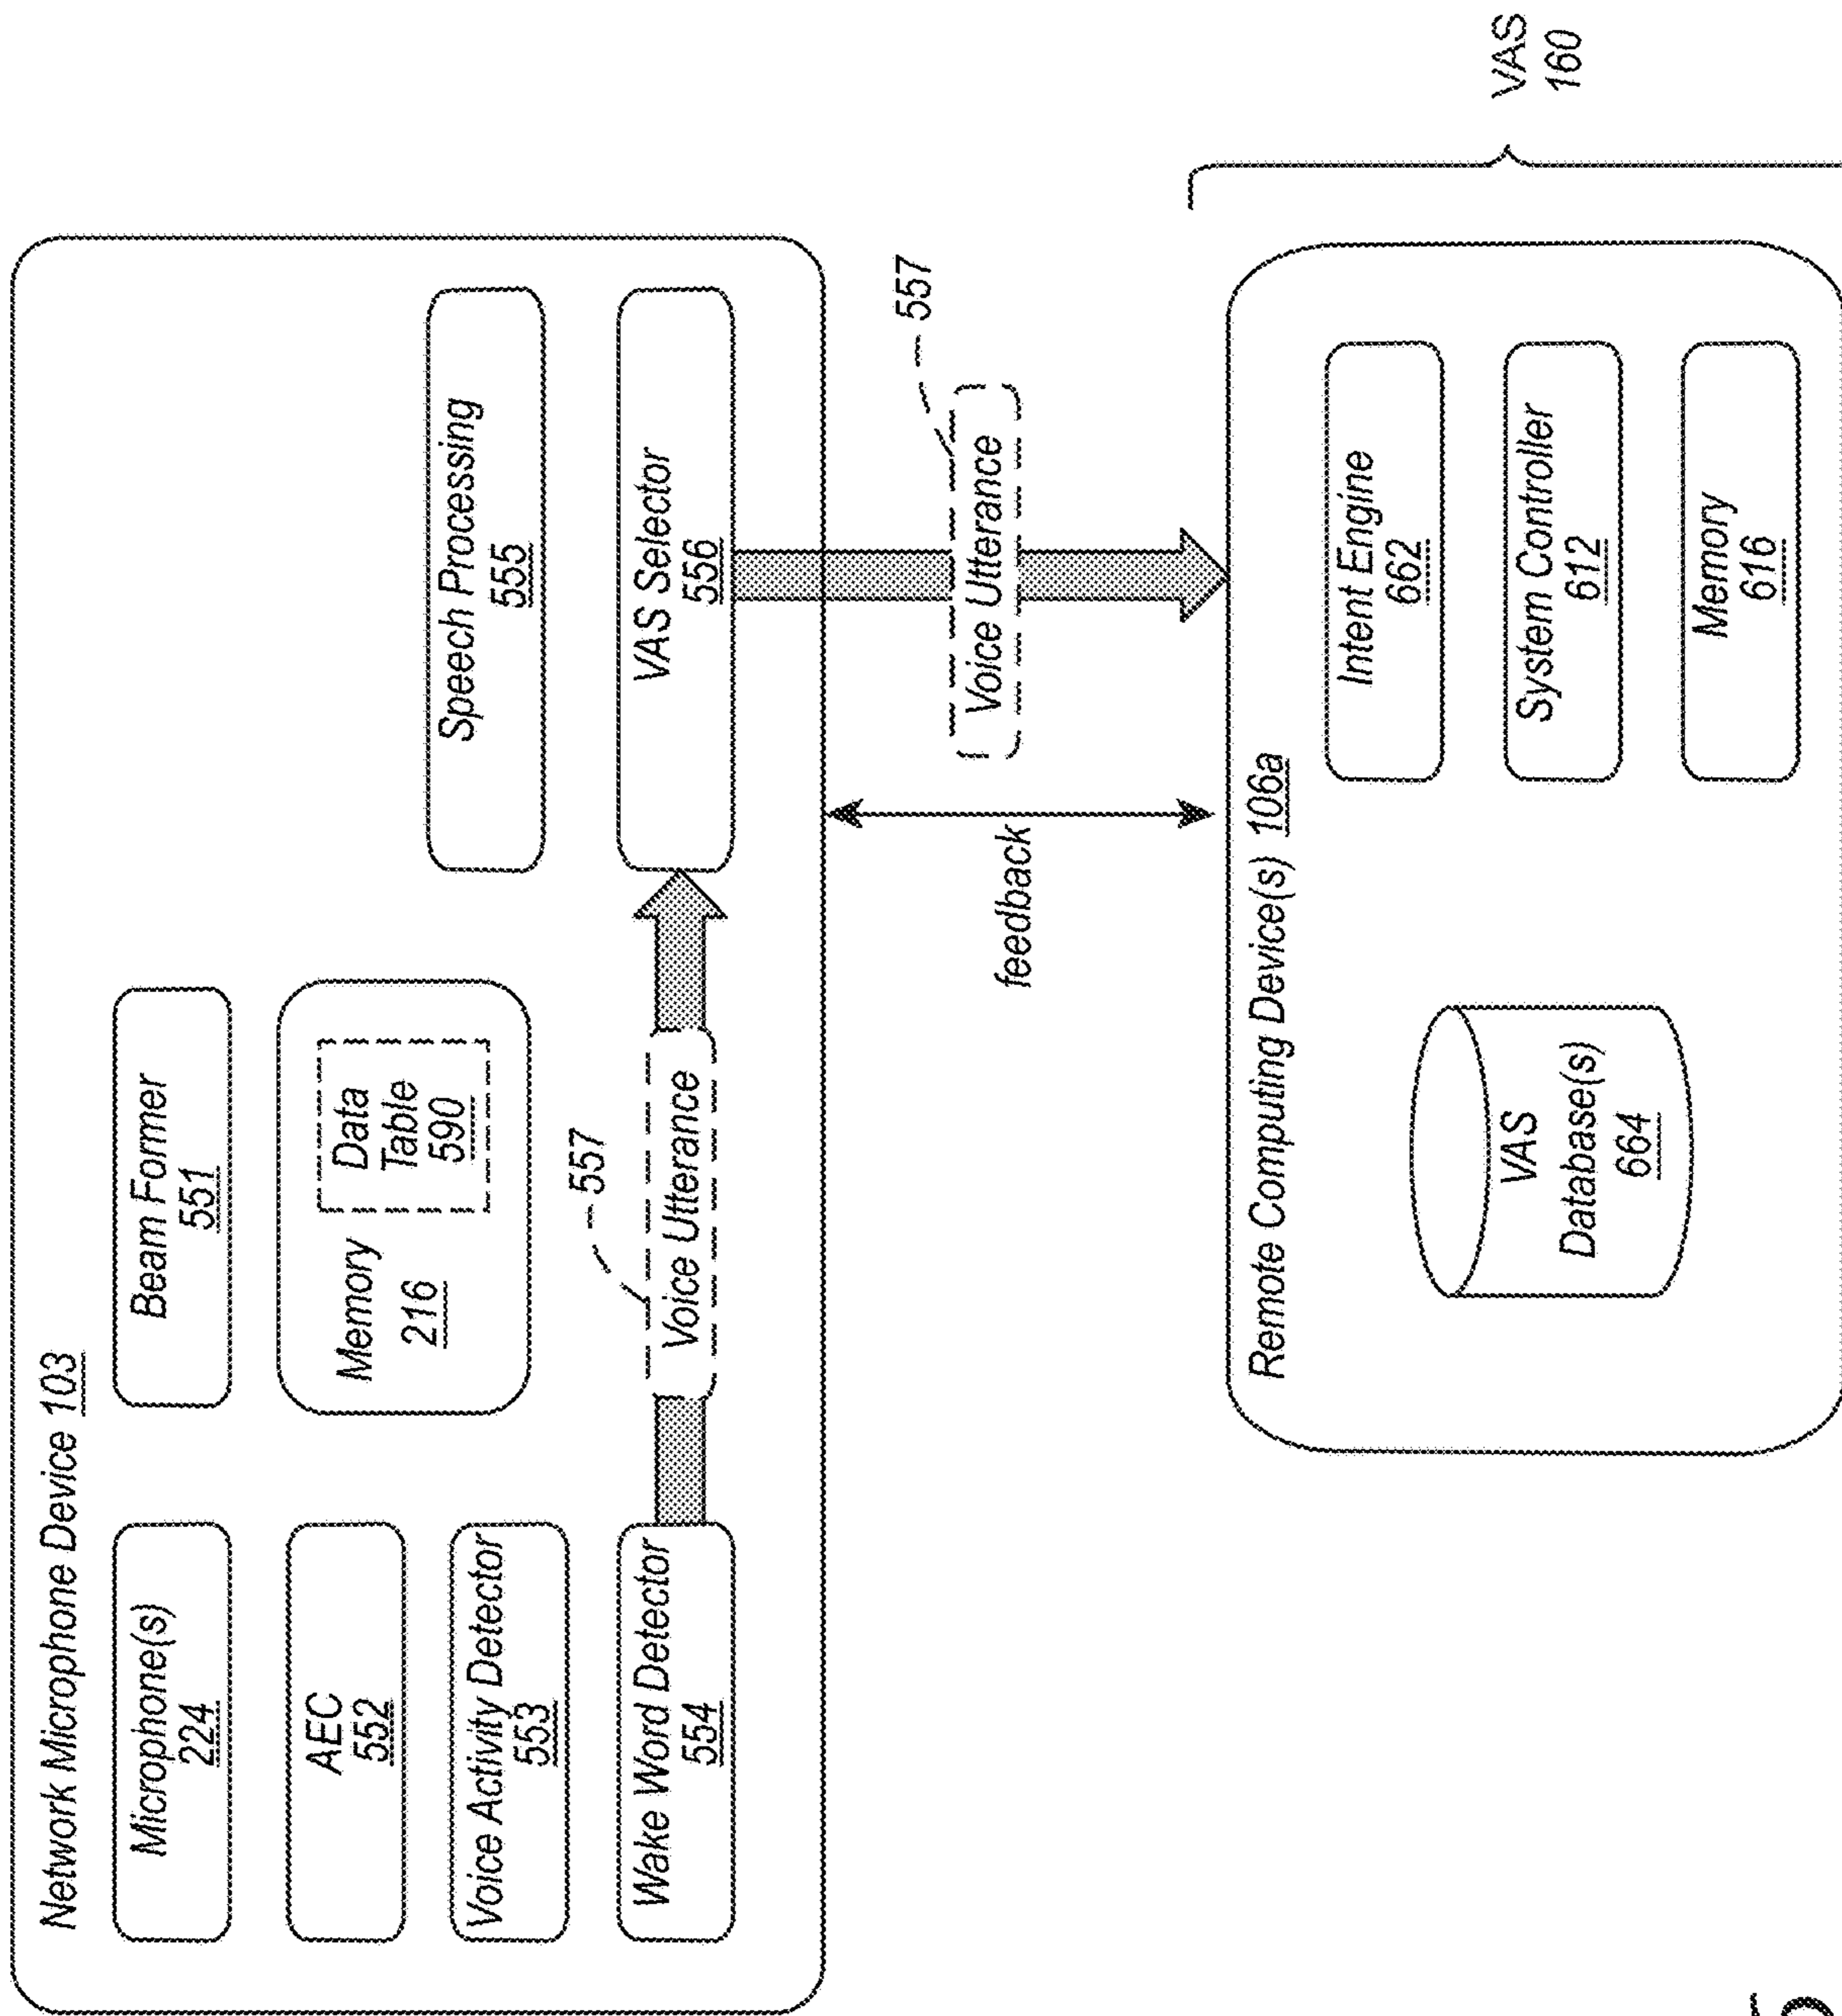 Network Microphone Device 103
Microphone(s)
224
Beam Former
551
AEC
552
Memory
216
Data
Table
590
Speech Processing
555
Voice Activity Detector
553
557
Wake Word Detector
554
Voice Utterance
VAS Selector
556
557
Voice Utterance
feedback
Remote Computing Device(s) 106a
VAS
Database(s)
664
Intent Engine
662
System Controller
612
Memory
616
VAS
160